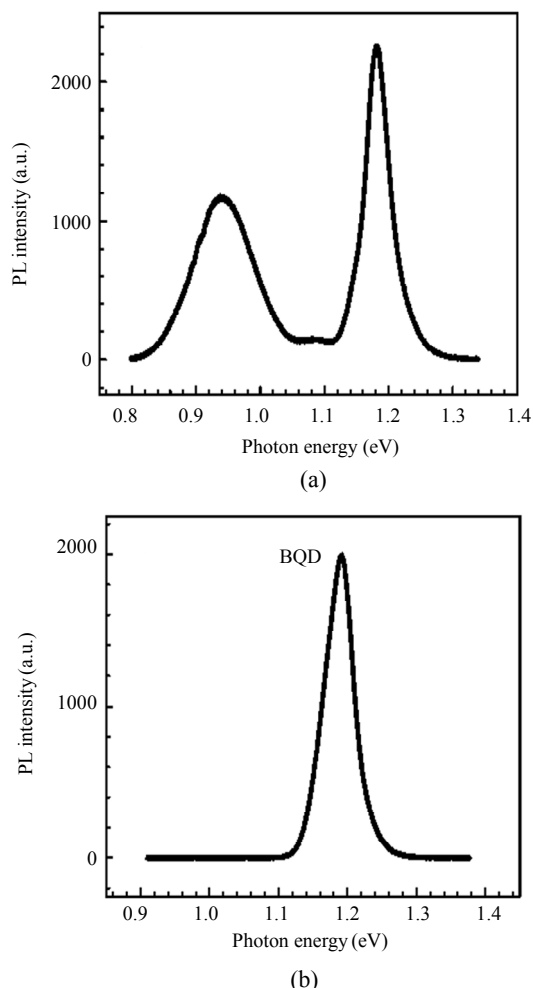 2000
1000
0
PL intensity (a.u.)
0.8 0.9 1.0 1.1 1.2 1.3 1.4
Photon energy (eV)
(a)
BQD
2000
1000
0
PL intensity (a.u.)
0.9 1.0 1.1 1.2 1.3 1.4
Photon energy (eV)
(b)